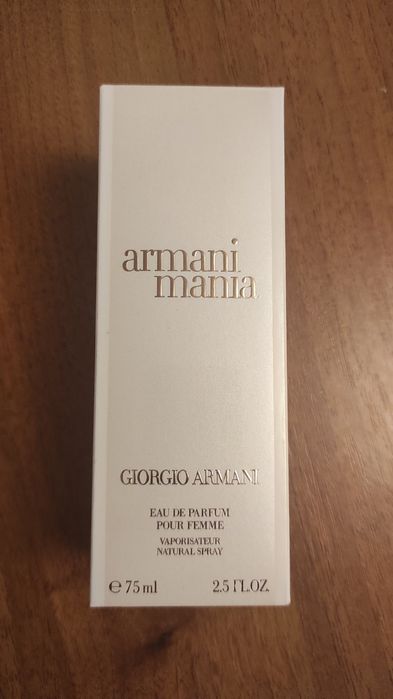 armani
mania
GIORGIO ARMANI
EAU DE PARFUM
POUR FEMME
VAPORISATEUR
NATURAL SPRAY
℮ 75 ml 2.5 FL.OZ.